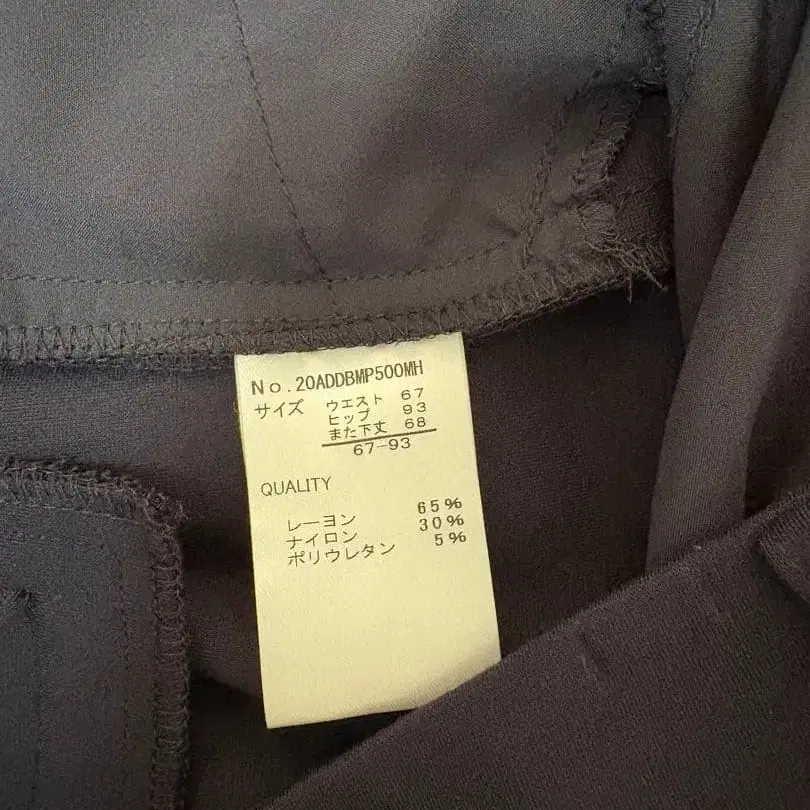 No.20ADDBMP500MH
サイズ ウエスト 67
ヒップ 93
また下丈 68
67-93
QUALITY
レーヨン 65%
ナイロン 30%
ポリウレタン 5%